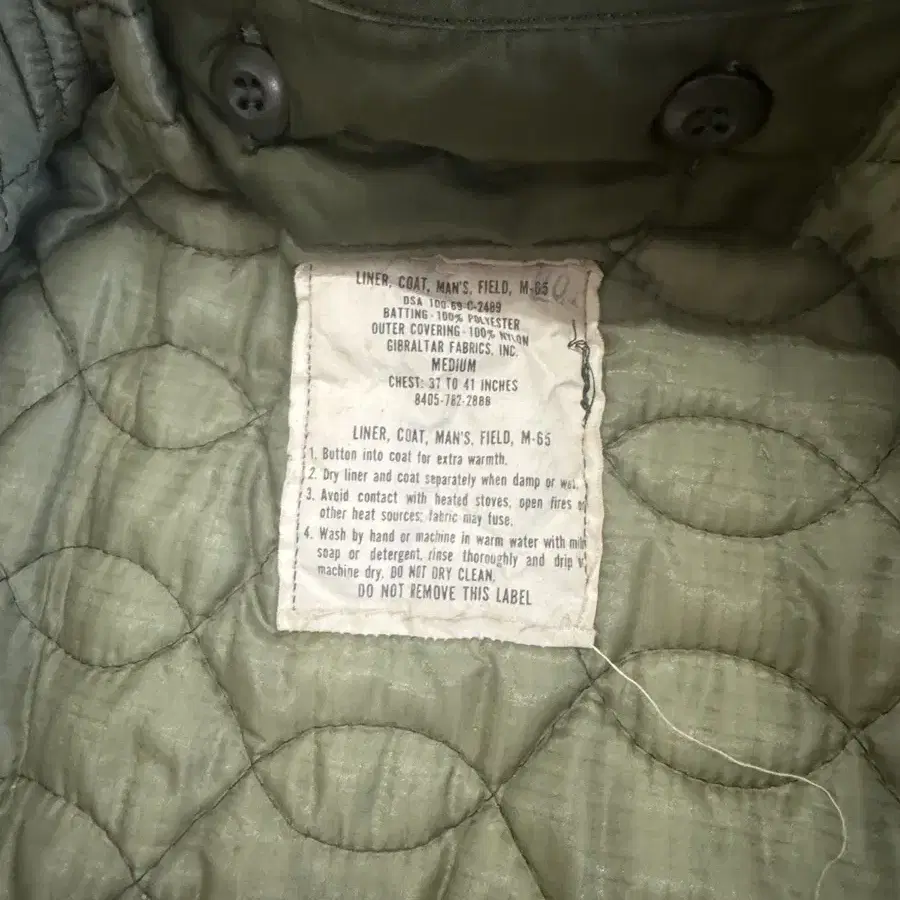 LINER, COAT, MAN'S, FIELD, M-65
DSA 100-69-C-2489
BATTING - 100% POLYESTER
OUTER COVERING - 100% NYLON
GIBRALTAR FABRICS, INC.
MEDIUM
CHEST: 37 TO 41 INCHES
8405-782-2888
LINER, COAT, MAN'S, FIELD, M-65
1. Button into coat for extra warmth.
2. Dry liner and coat separately when damp or
3. Avoid contact with heated stoves, open fires
other heat sources; fabric may fuse.
4. Wash by hand or machine in warm water with
soap or detergent, rinse thoroughly and drip
machine dry. DO NOT DRY CLEAN.
DO NOT REMOVE THIS LABEL